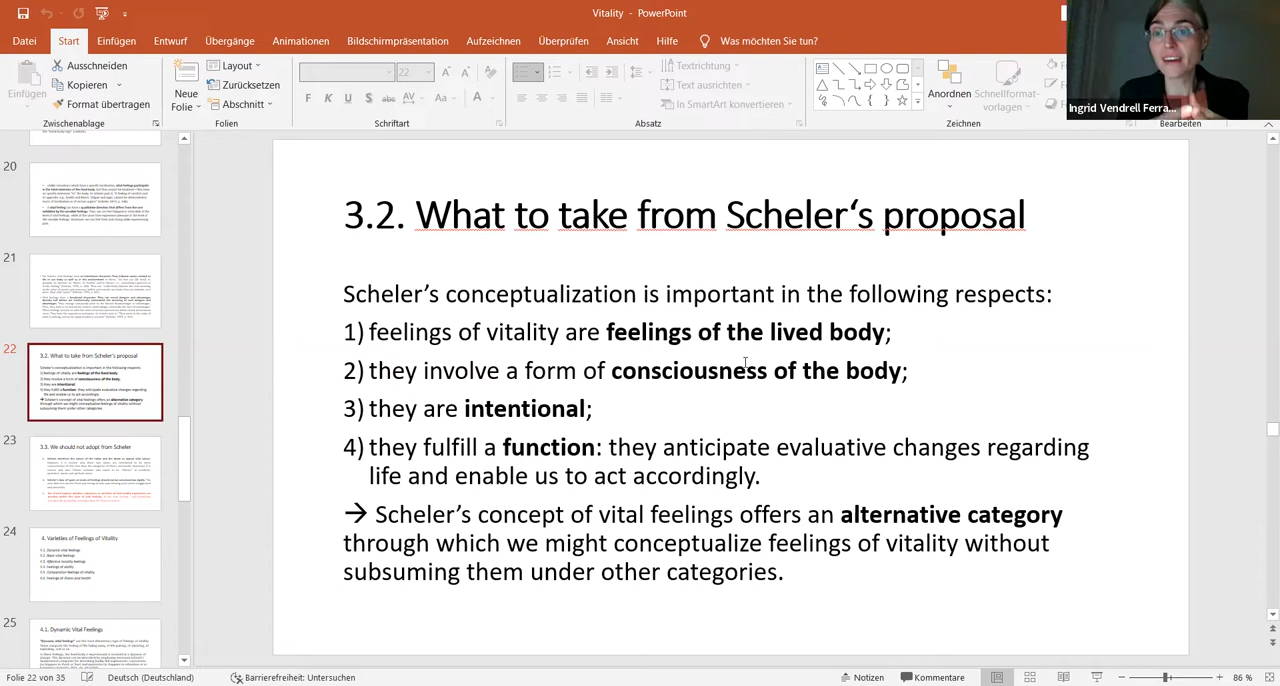 Vitality - PowerPoint
Datei Start Einfügen Entwurf Übergänge Animationen Bildschirmpräsentation Aufzeichnen Überprüfen Ansicht Hilfe Was möchten Sie tun?
Einfügen
Ausschneiden
Kopieren
Format übertragen
Zwischenablage
Neue
Folie
Layout
Zurücksetzen
Abschnitt
Folien
22
F K U S abc AV Aa A
Schriftart
Textrichtung
Text ausrichten
In SmartArt konvertieren
Absatz
Anordnen
Schnellformat-
vorlagen
Zeichnen
Bearbeiten
Ingrid Vendrell Ferra...
20
21
22
3.2. What to take from Scheler's proposal
23
3.3. We should not adopt from Scheler
24
4. Varieties of Feelings of Vitality
25
4.1. Dynamic Vital Feelings
3.2. What to take from Scheler‘s proposal
Scheler’s conceptualization is important in the following respects:
1) feelings of vitality are feelings of the lived body;
2) they involve a form of consciousness of the body;
3) they are intentional;
4) they fulfill a function: they anticipate evaluative changes regarding
life and enable us to act accordingly.
→ Scheler’s concept of vital feelings offers an alternative category
through which we might conceptualize feelings of vitality without
subsuming them under other categories.
Folie 22 von 35 Deutsch (Deutschland) Barrierefreiheit: Untersuchen Notizen Kommentare 86 %